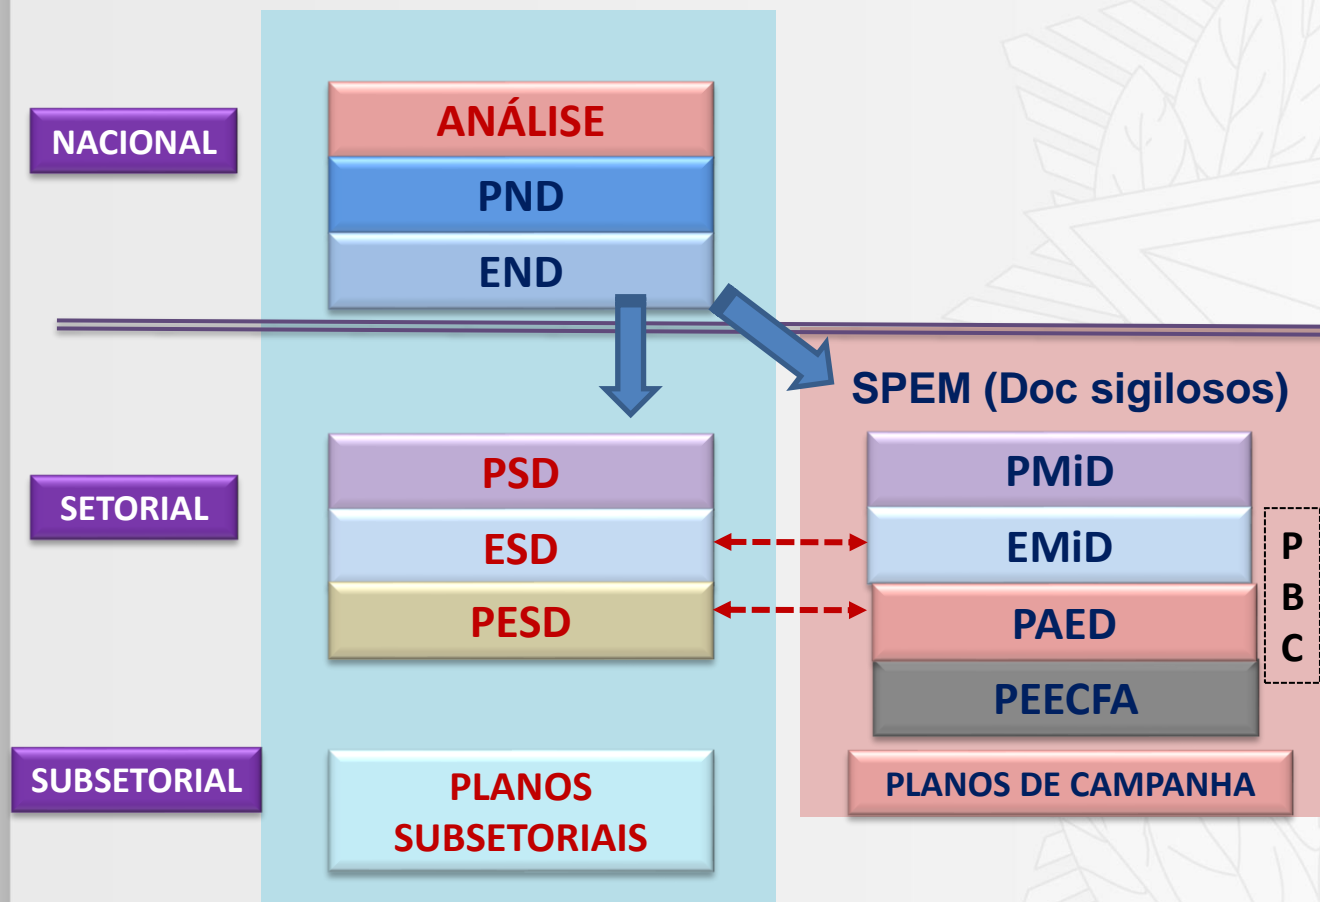 NACIONAL
ANÁLISE
PND
END
SPEM (Doc sigilosos)
SETORIAL
PSD
ESD
PESD
PMiD
EMiD
PAED
PEECFA
P
B
C
SUBSETORIAL
PLANOS
SUBSETORIAIS
PLANOS DE CAMPANHA